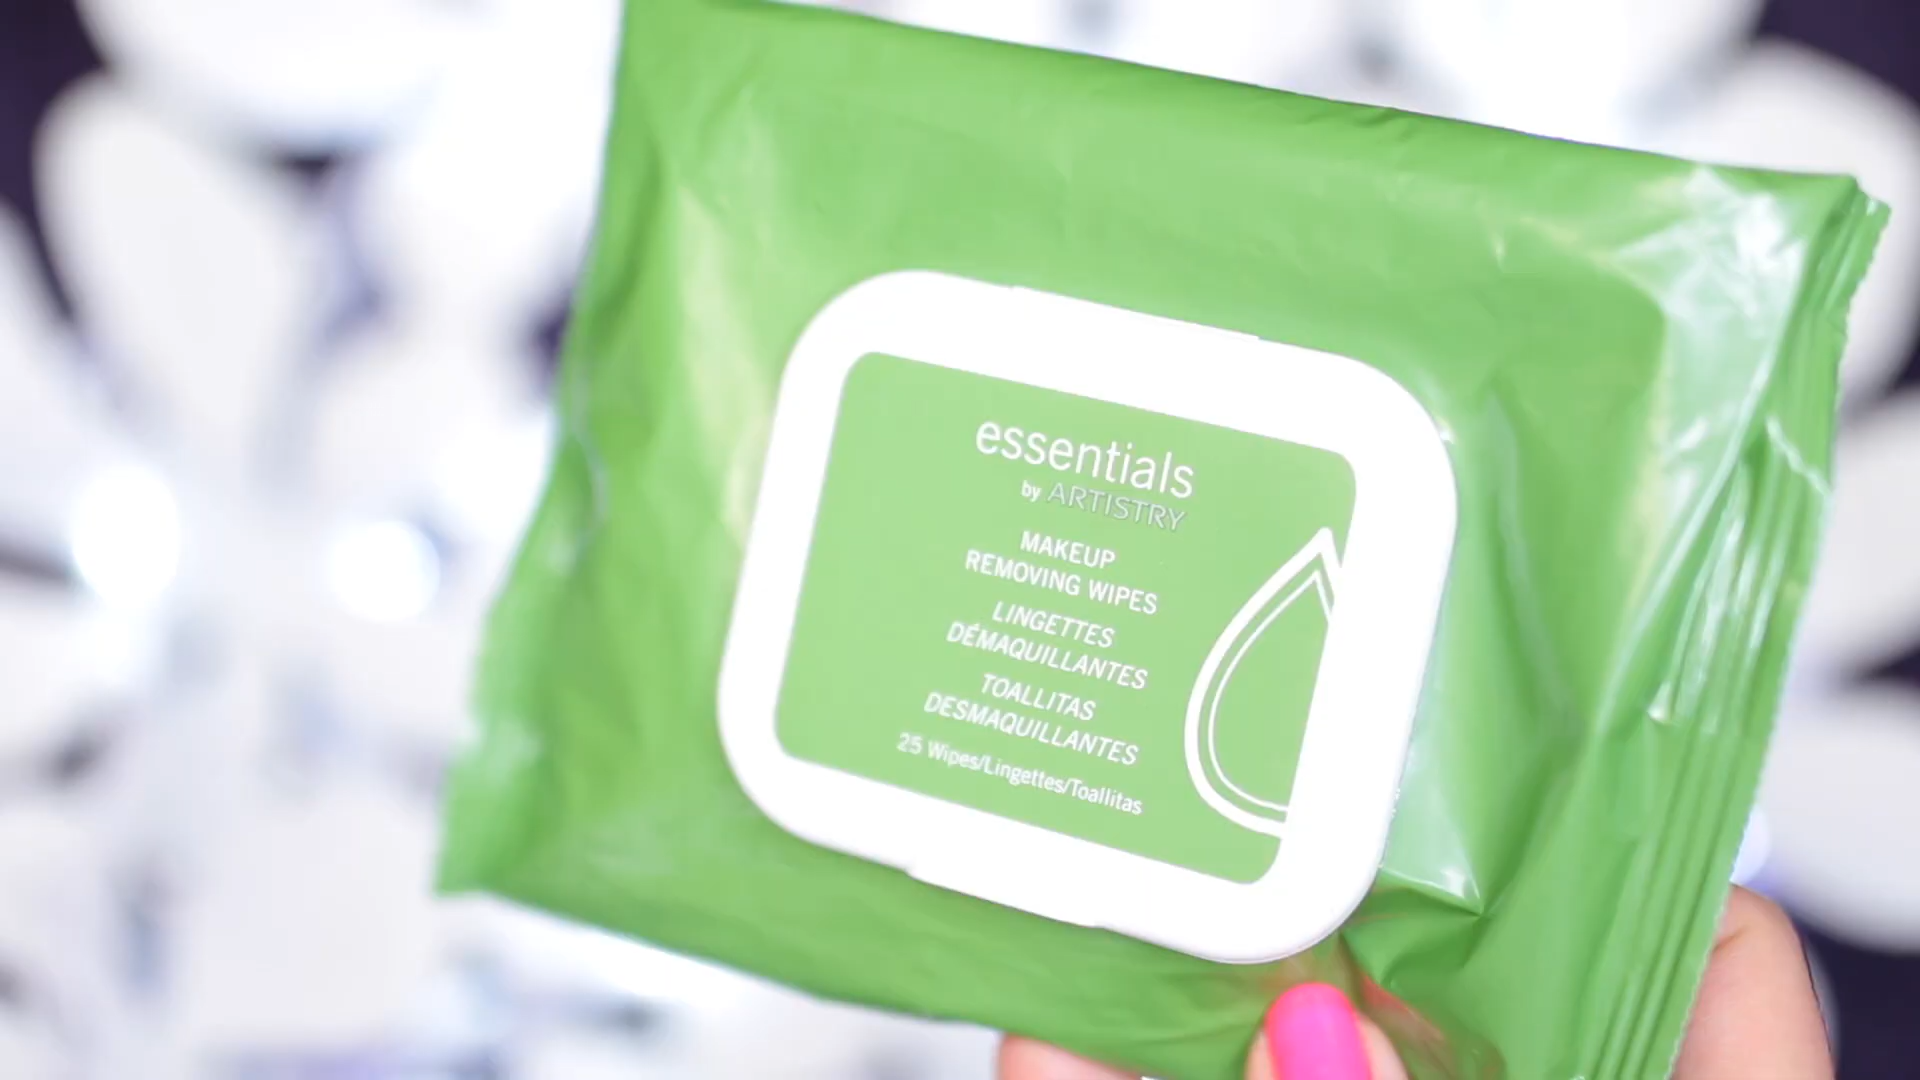 essentials
by ARTISTRY
MAKEUP
REMOVING WIPES
LINGETTES
DÉMAQUILLANTES
TOALLITAS
DESMAQUILLANTES
25 Wipes/Lingettes/Toallitas